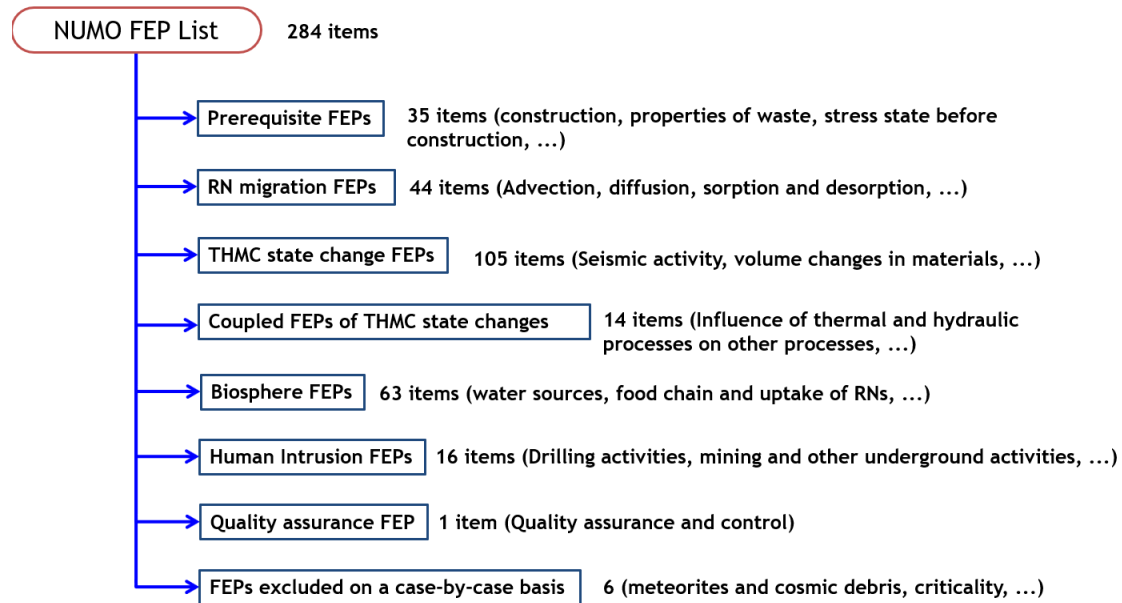 NUMO FEP List 284 items
Prerequisite FEPs 35 items (construction, properties of waste, stress state before
construction, ...)
RN migration FEPs 44 items (Advection, diffusion, sorption and desorption, ...)
THMC state change FEPs 105 items (Seismic activity, volume changes in materials, ...)
Coupled FEPs of THMC state changes 14 items (Influence of thermal and hydraulic
processes on other processes, ...)
Biosphere FEPs 63 items (water sources, food chain and uptake of RNs, ...)
Human Intrusion FEPs 16 items (Drilling activities, mining and other underground activities, ...)
Quality assurance FEP 1 item (Quality assurance and control)
FEPs excluded on a case-by-case basis 6 (meteorites and cosmic debris, criticality, ...)